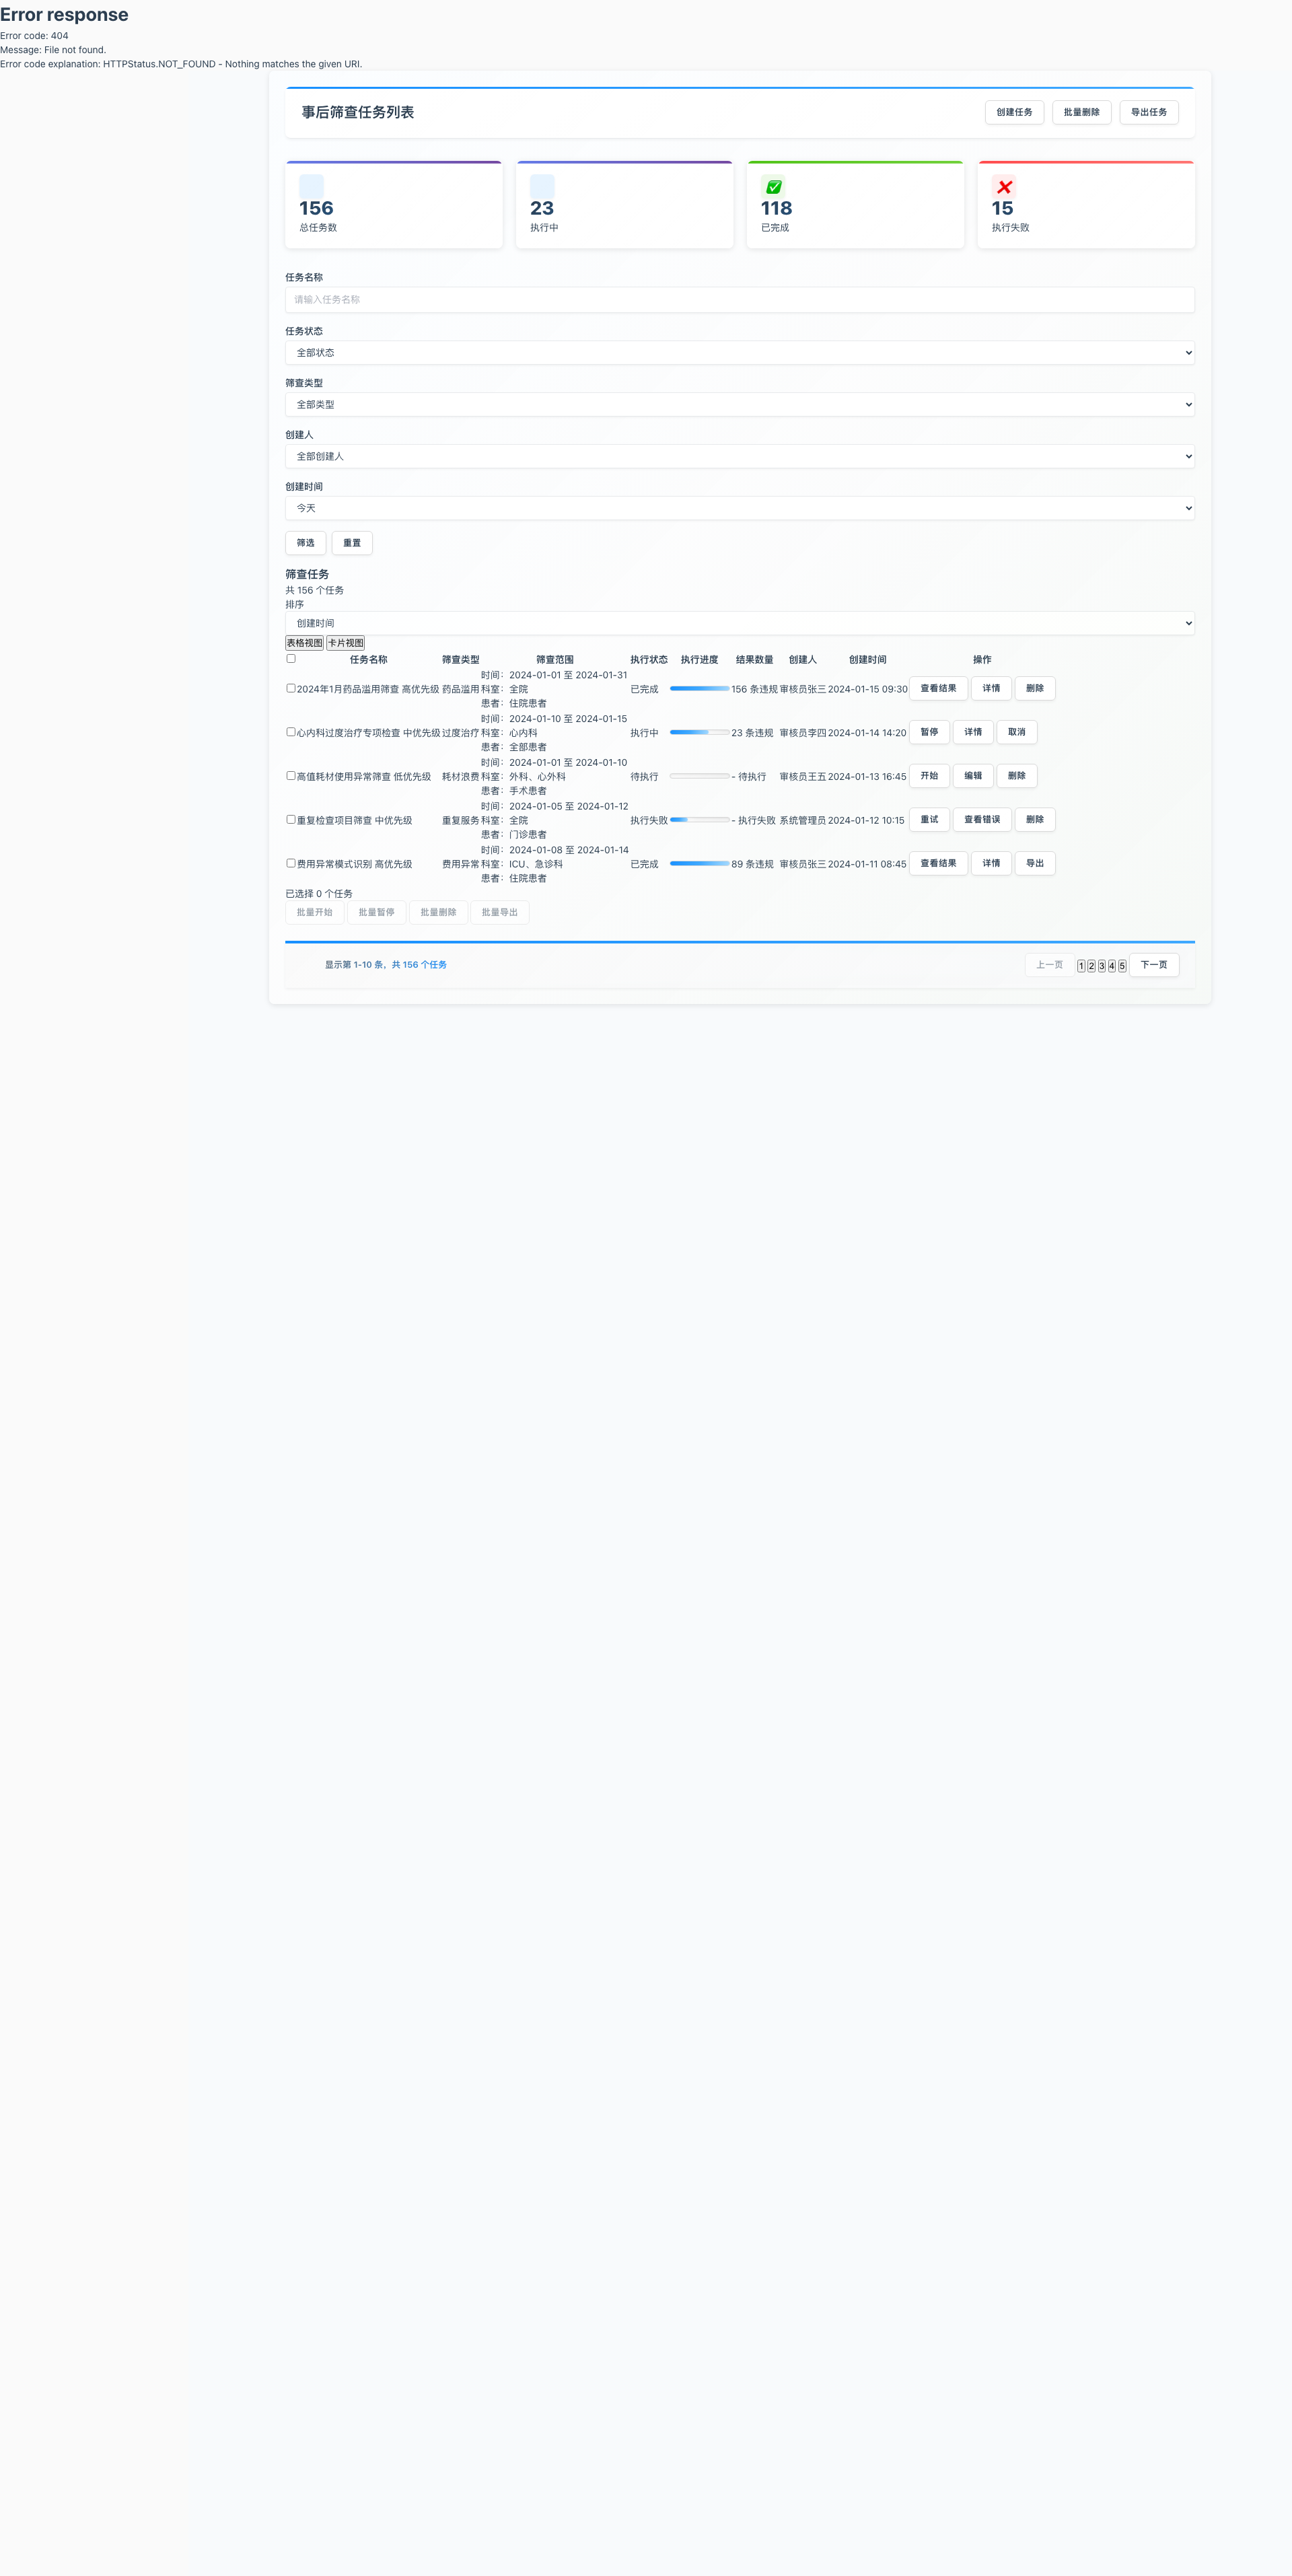 Error response
Error code: 404
Message: File not found.
Error code explanation: HTTPStatus.NOT_FOUND - Nothing matches the given URI.
事后筛查任务列表
创建任务 批量删除 导出任务
156
总任务数
23
执行中
118
已完成
15
执行失败
任务名称
请输入任务名称
任务状态
全部状态
筛查类型
全部类型
创建人
全部创建人
创建时间
今天
筛选 重置
筛查任务
共 156 个任务
排序
创建时间
表格视图 卡片视图
任务名称 筛查类型 筛查范围 执行状态 执行进度 结果数量 创建人 创建时间 操作
时间：2024-01-01 至 2024-01-31
2024年1月药品滥用筛查 高优先级 药品滥用 科室：全院 已完成 156 条违规 审核员张三 2024-01-15 09:30 查看结果 详情 删除
患者：住院患者
时间：2024-01-10 至 2024-01-15
心内科过度治疗专项检查 中优先级 过度治疗 科室：心内科 执行中 23 条违规 审核员李四 2024-01-14 14:20 暂停 详情 取消
患者：全部患者
时间：2024-01-01 至 2024-01-10
高值耗材使用异常筛查 低优先级 耗材浪费 科室：外科、心外科 待执行 - 待执行 审核员王五 2024-01-13 16:45 开始 编辑 删除
患者：手术患者
时间：2024-01-05 至 2024-01-12
重复检查项目筛查 中优先级 重复服务 科室：全院 执行失败 - 执行失败 系统管理员 2024-01-12 10:15 重试 查看错误 删除
患者：门诊患者
时间：2024-01-08 至 2024-01-14
费用异常模式识别 高优先级 费用异常 科室：ICU、急诊科 已完成 89 条违规 审核员张三 2024-01-11 08:45 查看结果 详情 导出
患者：住院患者
已选择 0 个任务
批量开始 批量暂停 批量删除 批量导出
显示第 1-10 条，共 156 个任务 上一页 1 2 3 4 5 下一页